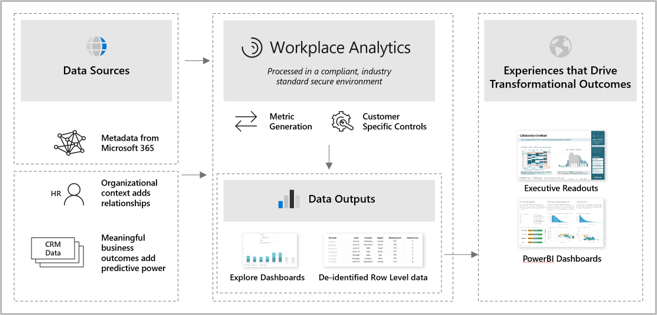 Data Sources
Metadata from
Microsoft 365
HR
Organizational
context adds
relationships
CRM
Data
Meaningful
business
outcomes add
predictive power
Workplace Analytics
Processed in a compliant, industry
standard secure environment
Metric
Generation
Customer
Specific Controls
Data Outputs
Explore Dashboards
De-identified Row Level data
Experiences that Drive
Transformational Outcomes
Executive Readouts
PowerBI Dashboards